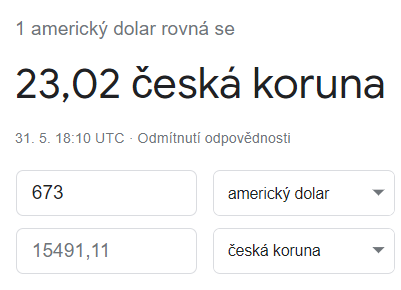 1 americký dolar rovná se
23,02 česká koruna
31. 5. 18:10 UTC · Odmítnutí odpovědnosti
673 americký dolar
15491,11 česká koruna